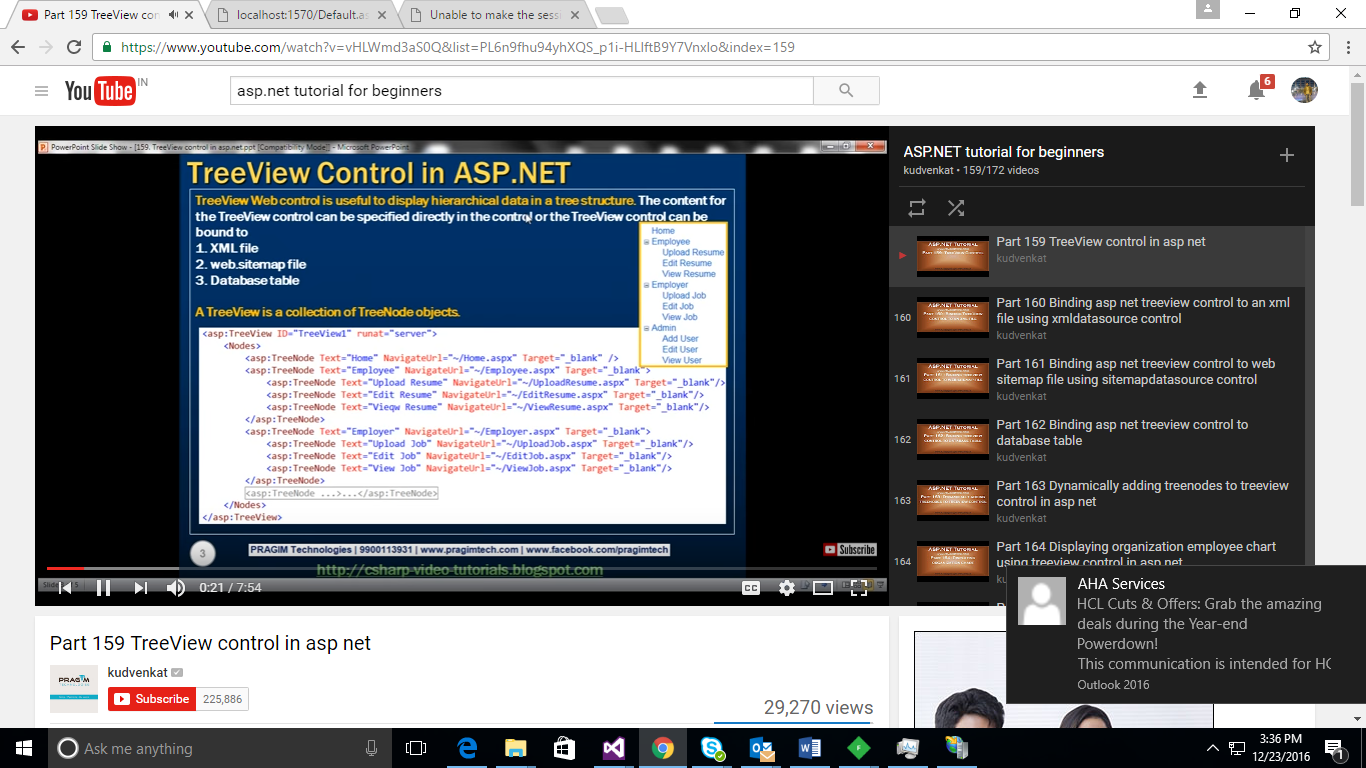 Part 159 TreeView con
localhost:1570/Default.as
Unable to make the sessi
https://www.youtube.com/watch?v=vHLWmd3aS0Q&list=PL6n9fhu94yhXQS_p1i-HLIftB9Y7Vnxlo&index=159
YouTube IN
asp.net tutorial for beginners
6
PowerPoint Slide Show - [159. TreeView control in asp.net.ppt [Compatibility Mode]] - Microsoft PowerPoint
TreeView Control in ASP.NET
TreeView Web control is useful to display hierarchical data in a tree structure. The content for
the TreeView control can be specified directly in the control or the TreeView control can be
bound to
1. XML file
2. web.sitemap file
3. Database table
Home
Employee
Upload Resume
Edit Resume
View Resume
Employer
Upload Job
Edit Job
View Job
Admin
Add User
Edit User
View User
A TreeView is a collection of TreeNode objects.
<asp:TreeView ID="TreeView1" runat="server">
<Nodes>
<asp:TreeNode Text="Home" NavigateUrl="~/Home.aspx" Target="_blank" />
<asp:TreeNode Text="Employee" NavigateUrl="~/Employee.aspx" Target="_blank">
<asp:TreeNode Text="Upload Resume" NavigateUrl="~/UploadResume.aspx" Target="_blank"/>
<asp:TreeNode Text="Edit Resume" NavigateUrl="~/EditResume.aspx" Target="_blank"/>
<asp:TreeNode Text="Vieqw Resume" NavigateUrl="~/ViewResume.aspx" Target="_blank"/>
</asp:TreeNode>
<asp:TreeNode Text="Employer" NavigateUrl="~/Employer.aspx" Target="_blank">
<asp:TreeNode Text="Upload Job" NavigateUrl="~/UploadJob.aspx" Target="_blank"/>
<asp:TreeNode Text="Edit Job" NavigateUrl="~/EditJob.aspx" Target="_blank"/>
<asp:TreeNode Text="View Job" NavigateUrl="~/ViewJob.aspx" Target="_blank"/>
</asp:TreeNode>
<asp:TreeNode ...>...</asp:TreeNode>
</Nodes>
</asp:TreeView>
3
PRAGIM Technologies | 9900113931 | www.pragimtech.com | www.facebook.com/pragimtech
Subscribe
http://csharp-video-tutorials.blogspot.com
0:21 / 7:54
CC
ASP.NET tutorial for beginners
kudvenkat • 159/172 videos
Part 159 TreeView control in asp net
kudvenkat
160
Part 160 Binding asp net treeview control to an xml
file using xmldatasource control
kudvenkat
161
Part 161 Binding asp net treeview control to web
sitemap file using sitemapdatasource control
kudvenkat
162
Part 162 Binding asp net treeview control to
database table
kudvenkat
163
Part 163 Dynamically adding treenodes to treeview
control in asp net
kudvenkat
164
Part 164 Displaying organization employee chart
using treeview control in asp net
AHA Services
HCL Cuts & Offers: Grab the amazing
deals during the Year-end
Powerdown!
This communication is intended for HC
Outlook 2016
Part 159 TreeView control in asp net
PRAGIM
kudvenkat
Subscribe 225,886
29,270 views
Ask me anything
3:36 PM
12/23/2016
1